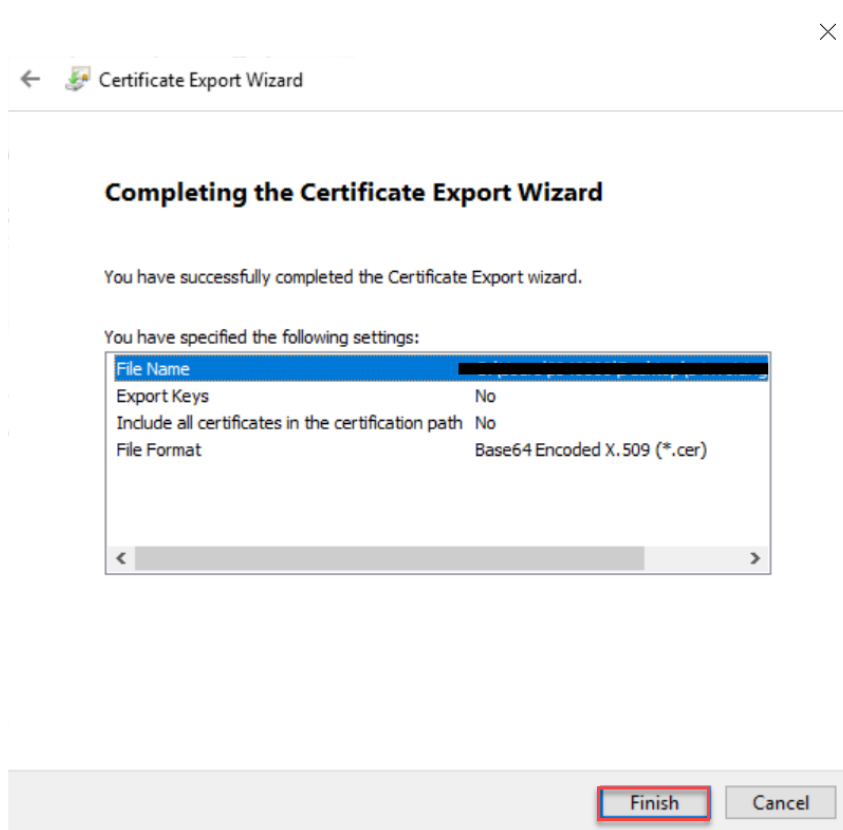 Certificate Export Wizard
Completing the Certificate Export Wizard
You have successfully completed the Certificate Export wizard.
You have specified the following settings:
File Name
Export Keys No
Include all certificates in the certification path No
File Format Base64 Encoded X.509 (*.cer)
Finish Cancel